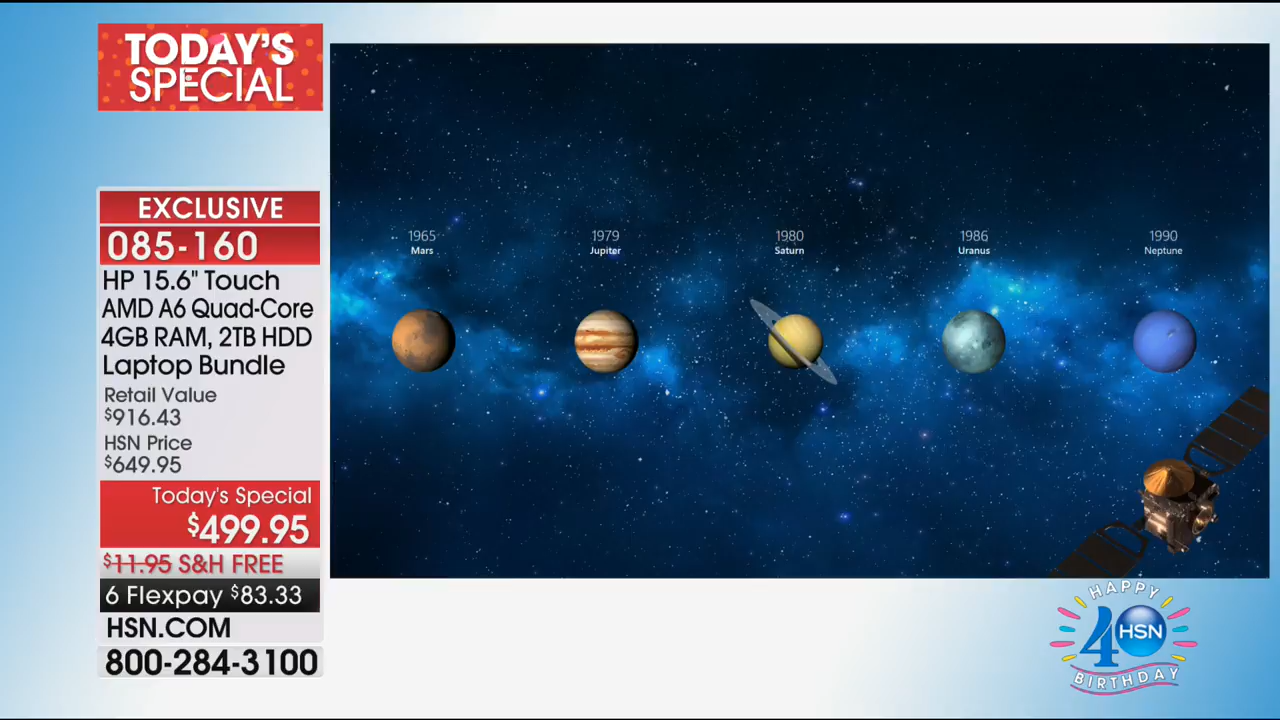 TODAY'S
SPECIAL
EXCLUSIVE
085-160
HP 15.6" Touch
AMD A6 Quad-Core
4GB RAM, 2TB HDD
Laptop Bundle
Retail Value
$916.43
HSN Price
$649.95
Today's Special
$499.95
$11.95 S&H FREE
6 Flexpay $83.33
HSN.COM
800-284-3100
1965
Mars
1979
Jupiter
1980
Saturn
1986
Uranus
1990
Neptune
HAPPY
40 HSN
BIRTHDAY